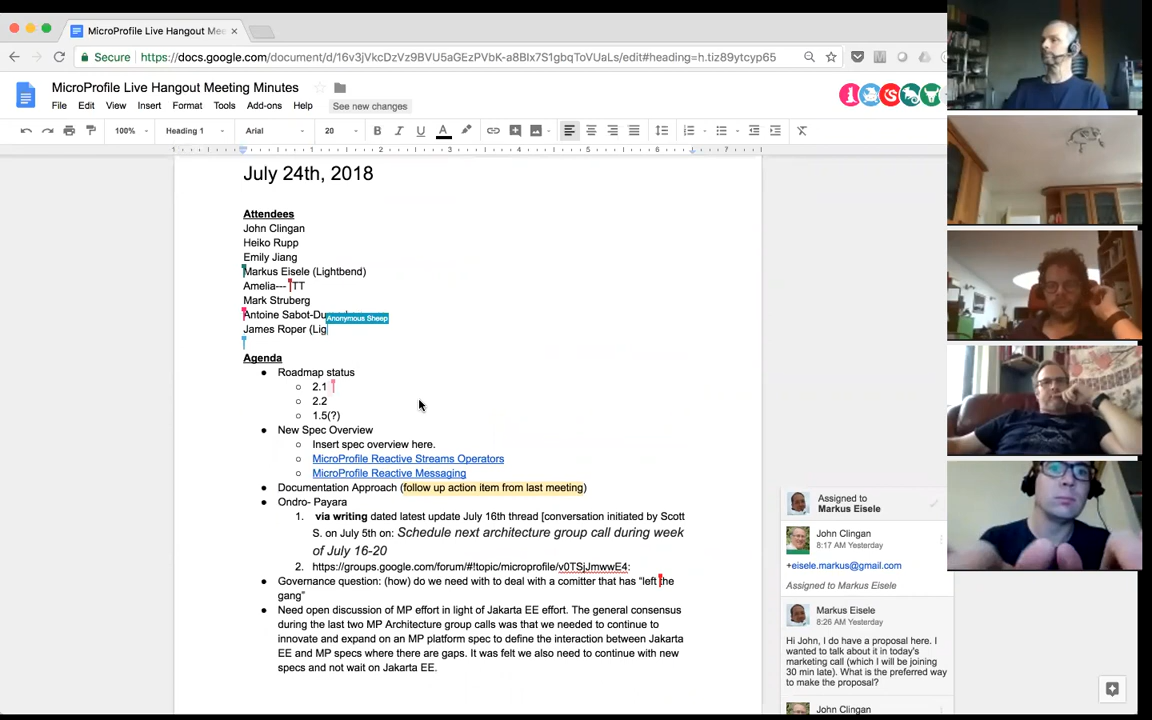 MicroProfile Live Hangout Mee
Secure
https://docs.google.com/document/d/16v3jVkcDzVz9BVU5aGEzPVbK-a8BIx7S1gbqToVUaLs/edit#heading=h.tiz89ytcyp65
MicroProfile Live Hangout Meeting Minutes
File Edit View Insert Format Tools Add-ons Help See new changes
100% Heading 1 Arial 20 B I U A
1 1 2 3 4 5 6 7
July 24th, 2018
Attendees
John Clingan
Heiko Rupp
Emily Jiang
Markus Eisele (Lightbend)
Amelia--- TT
Mark Struberg
Antoine Sabot-Du
Anonymous Sheep
James Roper (Lig
Agenda
● Roadmap status
○ 2.1
○ 2.2
○ 1.5(?)
● New Spec Overview
○ Insert spec overview here.
○ MicroProfile Reactive Streams Operators
○ MicroProfile Reactive Messaging
● Documentation Approach (follow up action item from last meeting)
● Ondro- Payara
1. via writing dated latest update July 16th thread [conversation initiated by Scott
S. on July 5th on: Schedule next architecture group call during week
of July 16-20
2. https://groups.google.com/forum/#!topic/microprofile/v0TSjJmwwE4:
● Governance question: (how) do we need with to deal with a comitter that has “left the
gang”
● Need open discussion of MP effort in light of Jakarta EE effort. The general consensus
during the last two MP Architecture group calls was that we needed to continue to
innovate and expand on an MP platform spec to define the interaction between Jakarta
EE and MP specs where there are gaps. It was felt we also need to continue with new
specs and not wait on Jakarta EE.
Assigned to
Markus Eisele
John Clingan
8:17 AM Yesterday
+eisele.markus@gmail.com
Assigned to Markus Eisele
Markus Eisele
8:26 AM Yesterday
Hi John, I do have a proposal here. I
wanted to talk about it in today's
marketing call (which I will be joining
30 min late). What is the preferred way
to make the proposal?
John Clingan